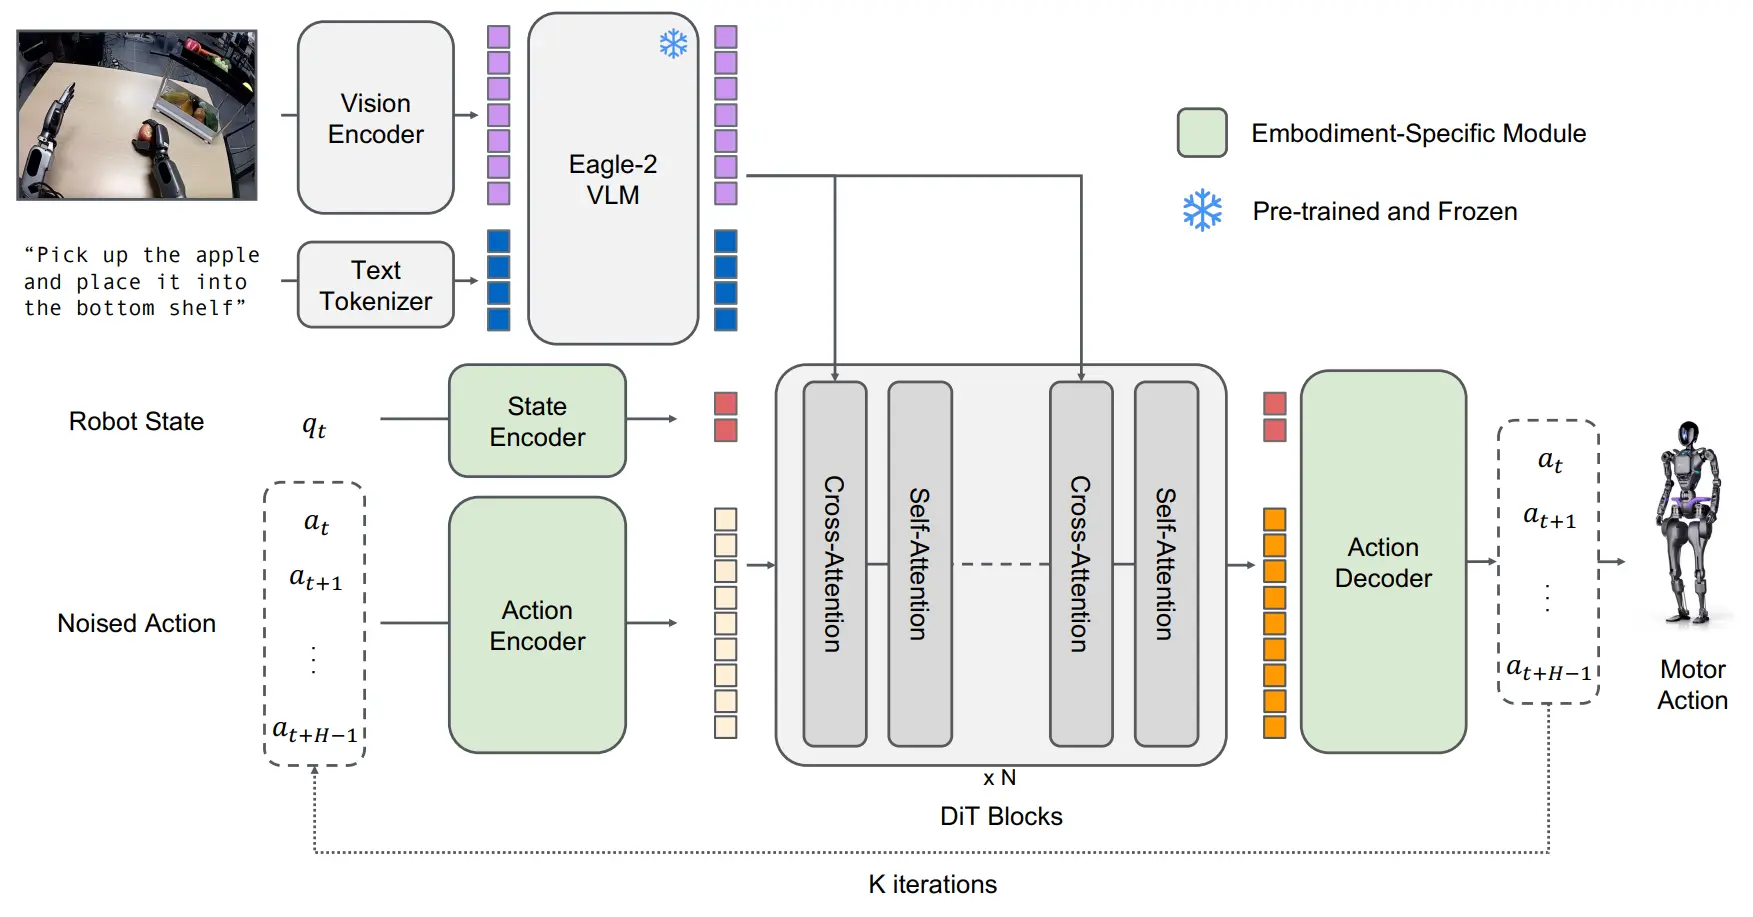 Vision
Encoder
Eagle-2
VLM
Embodiment-Specific Module
Pre-trained and Frozen
“Pick up the apple
and place it into
the bottom shelf”
Text
Tokenizer
Robot State
q_t
State
Encoder
Noised Action
a_t
a_{t+1}
⋮
a_{t+H−1}
Action
Encoder
Cross-Attention
Self-Attention
Cross-Attention
Self-Attention
x N
DiT Blocks
Action
Decoder
a_t
a_{t+1}
⋮
a_{t+H−1}
Motor
Action
K iterations